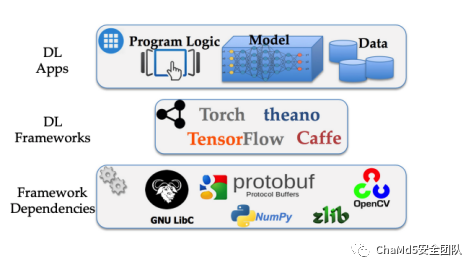 DL
Apps
Program Logic
Model
Data
DL
Frameworks
Torch
theano
TensorFlow
Caffe
Framework
Dependencies
GNU LibC
protobuf
Protocol Buffers
NumPy
zlib
OpenCV
ChaMd5安全团队